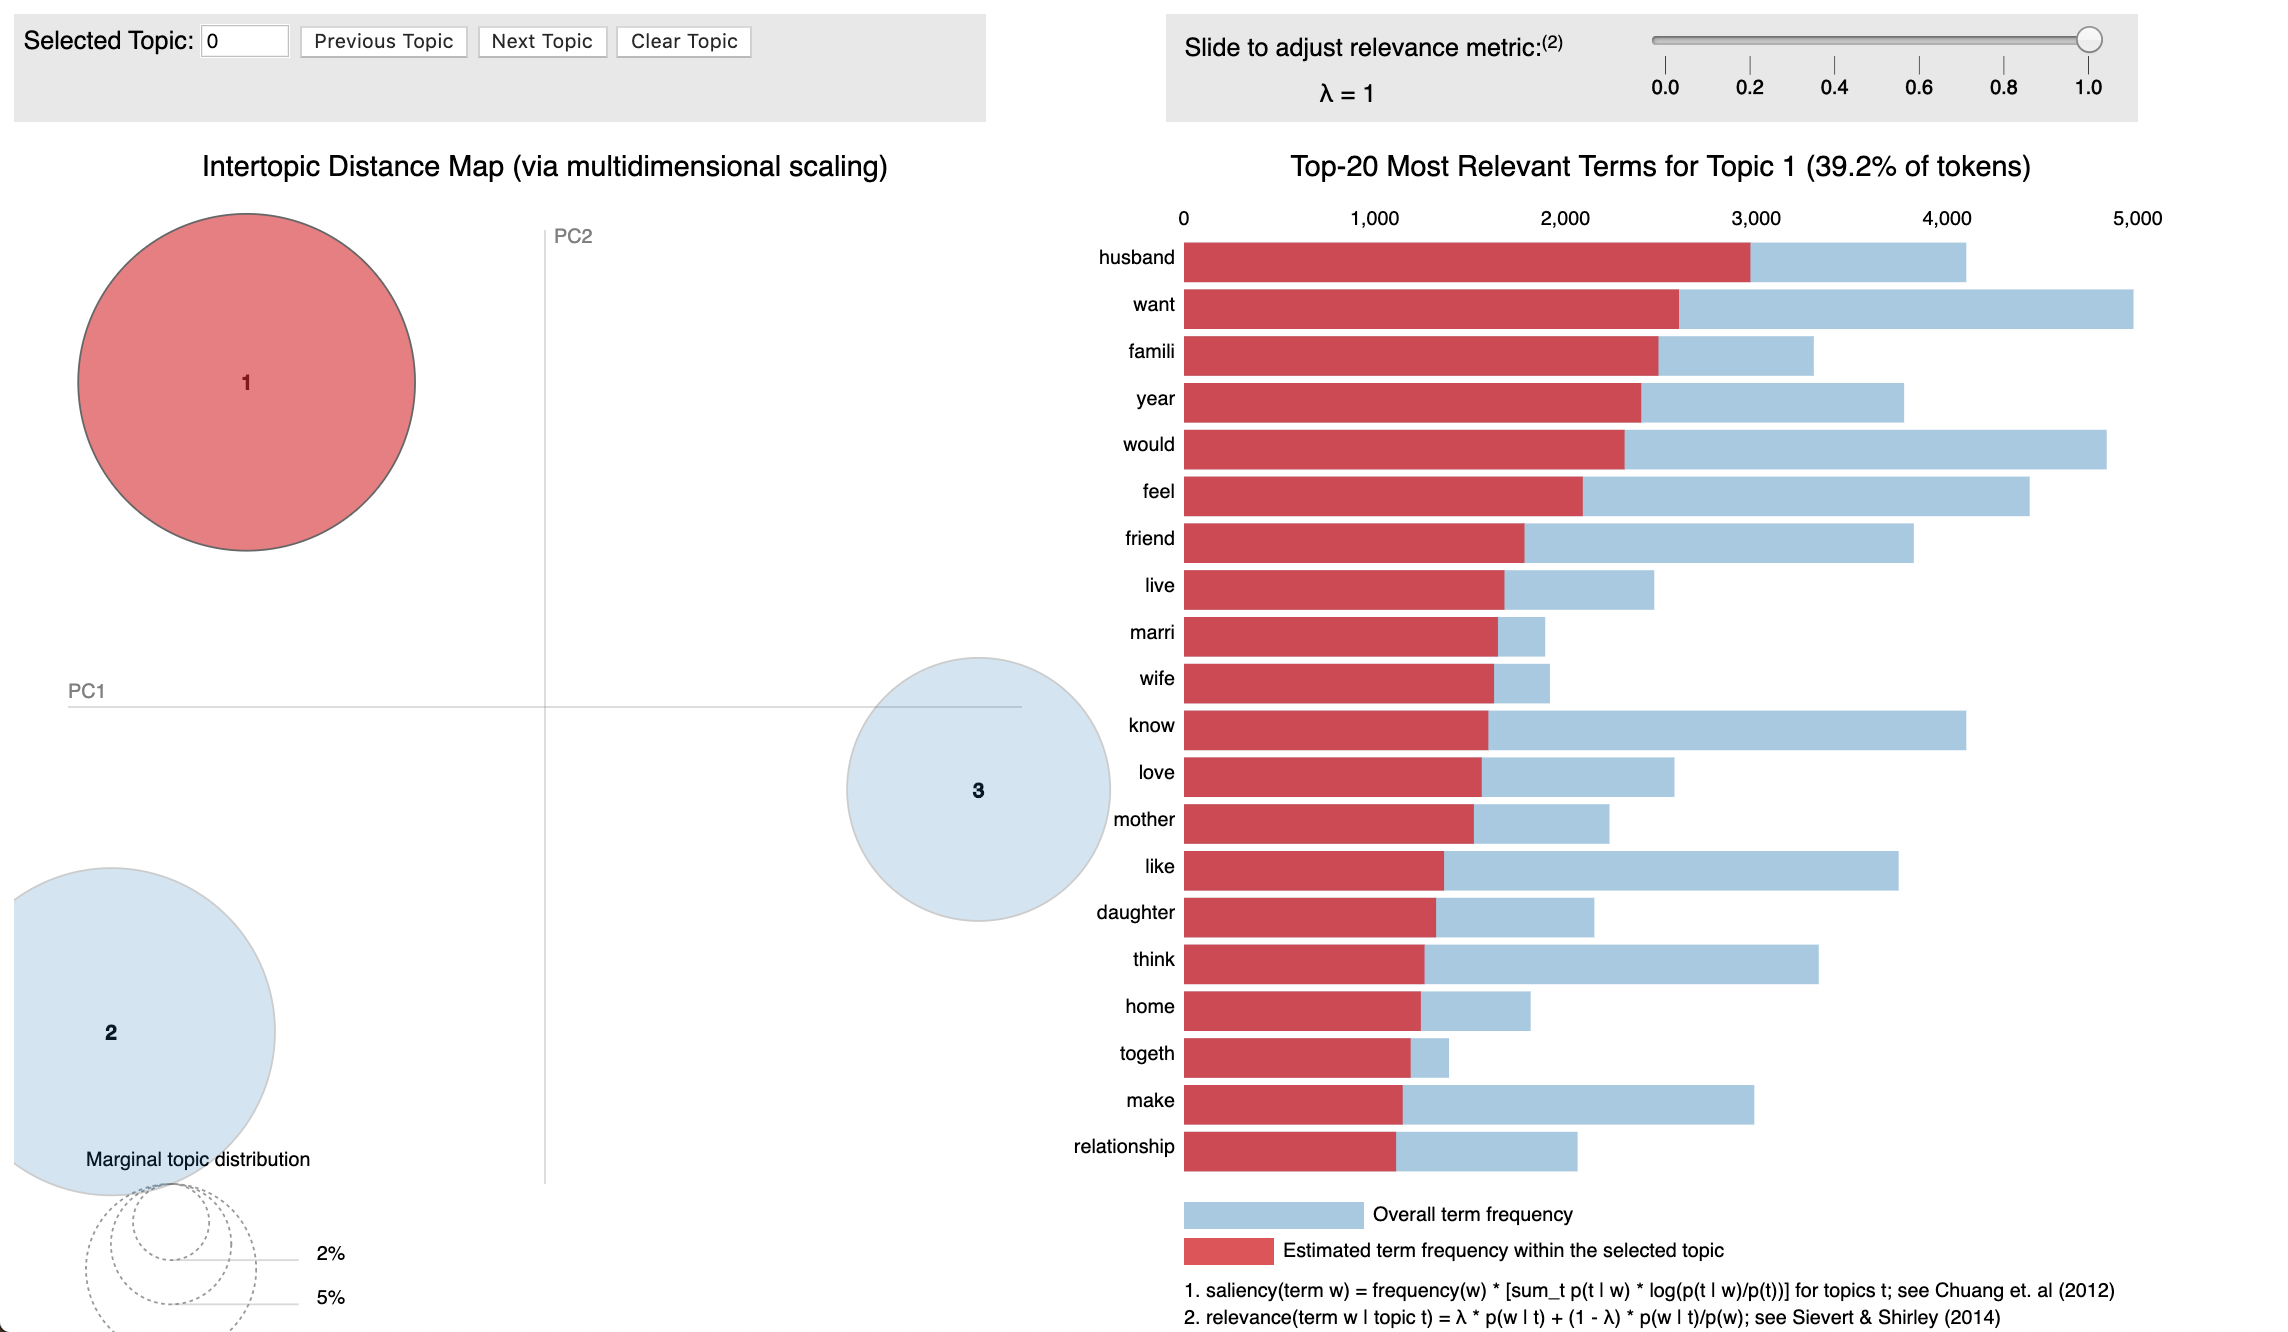 Selected Topic: 0 Previous Topic Next Topic Clear Topic
Slide to adjust relevance metric:(2)
λ = 1
0.0 0.2 0.4 0.6 0.8 1.0
Intertopic Distance Map (via multidimensional scaling)
PC2
1
PC1
3
2
Marginal topic distribution
2%
5%
Top-20 Most Relevant Terms for Topic 1 (39.2% of tokens)
0 1,000 2,000 3,000 4,000 5,000
husband
want
famili
year
would
feel
friend
live
marri
wife
know
love
mother
like
daughter
think
home
togeth
make
relationship
Overall term frequency
Estimated term frequency within the selected topic
1. saliency(term w) = frequency(w) * [sum_t p(t | w) * log(p(t | w)/p(t))] for topics t; see Chuang et. al (2012)
2. relevance(term w | topic t) = λ * p(w | t) + (1 - λ) * p(w | t)/p(w); see Sievert & Shirley (2014)